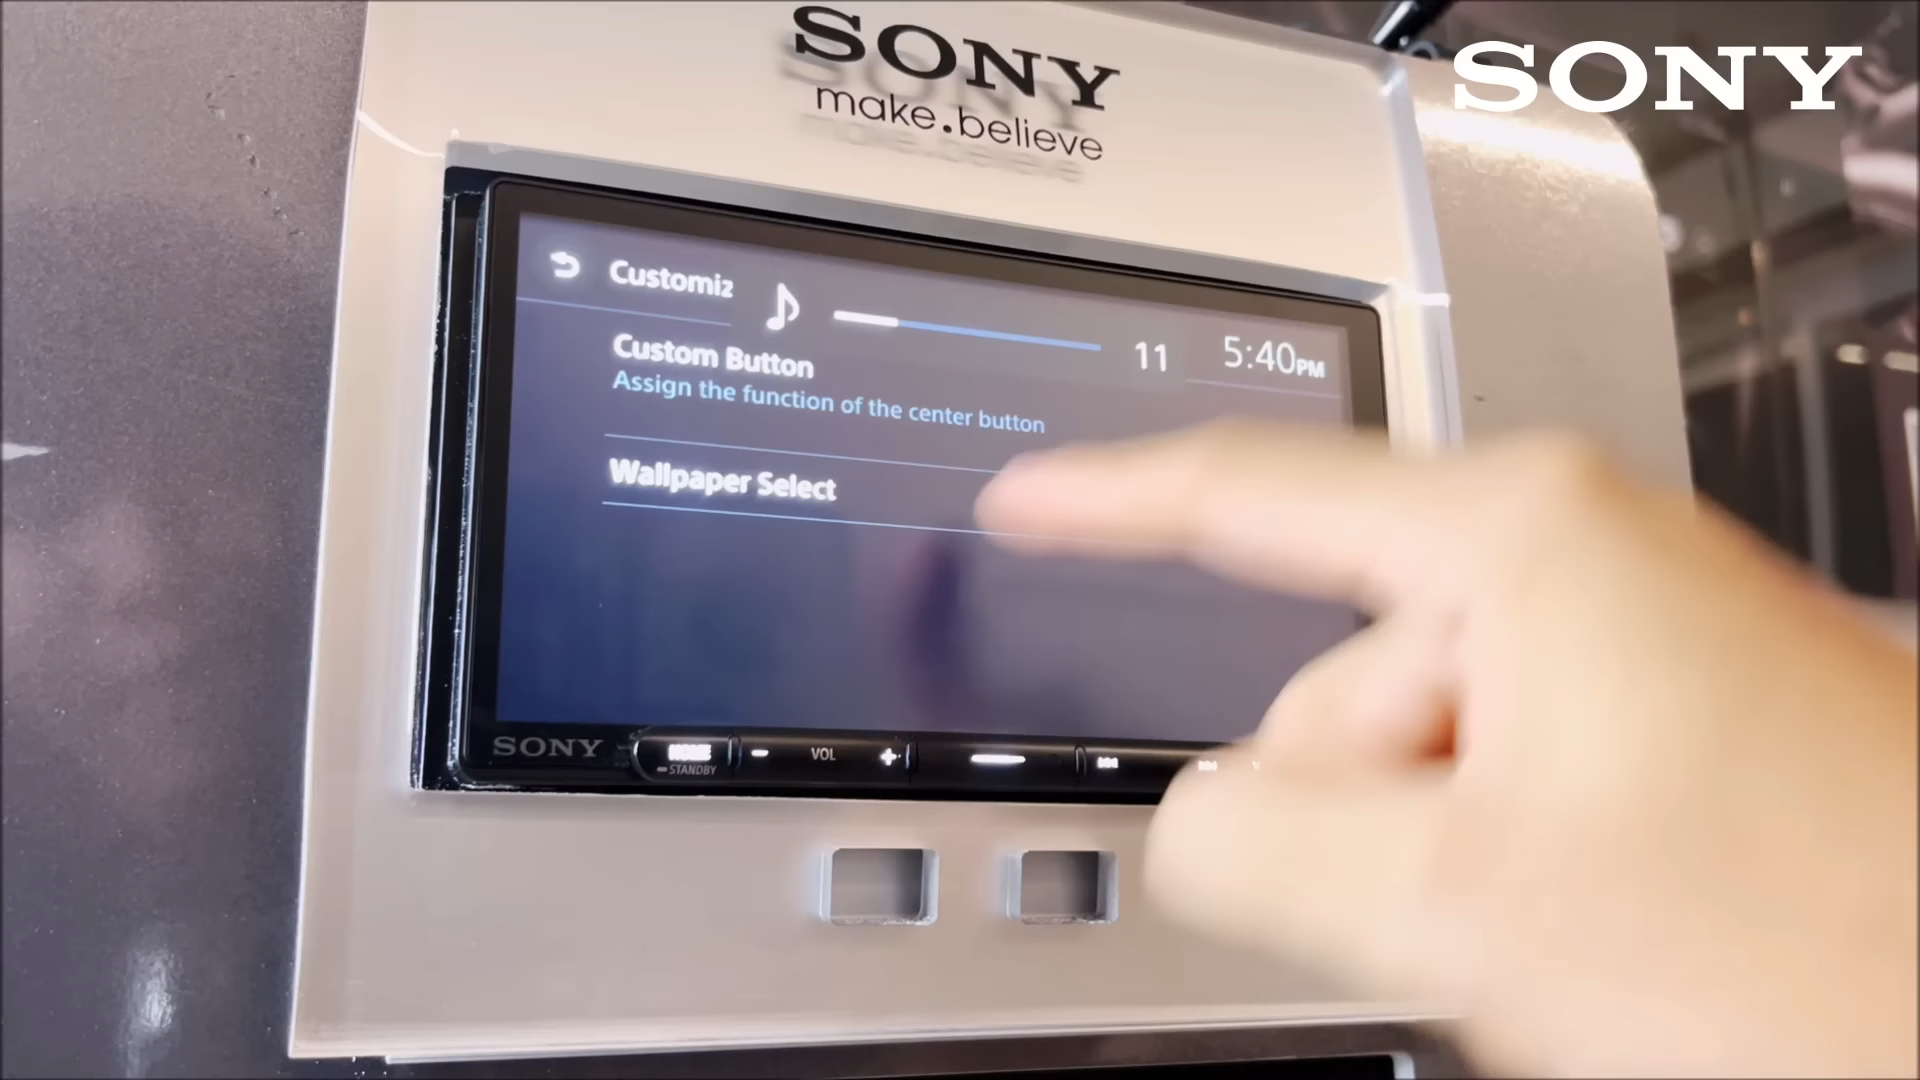 SONY
make.believe
SONY
Customiz
11
5:40PM
Custom Button
Assign the function of the center button
Wallpaper Select
SONY
HOME
STANDBY
- VOL +